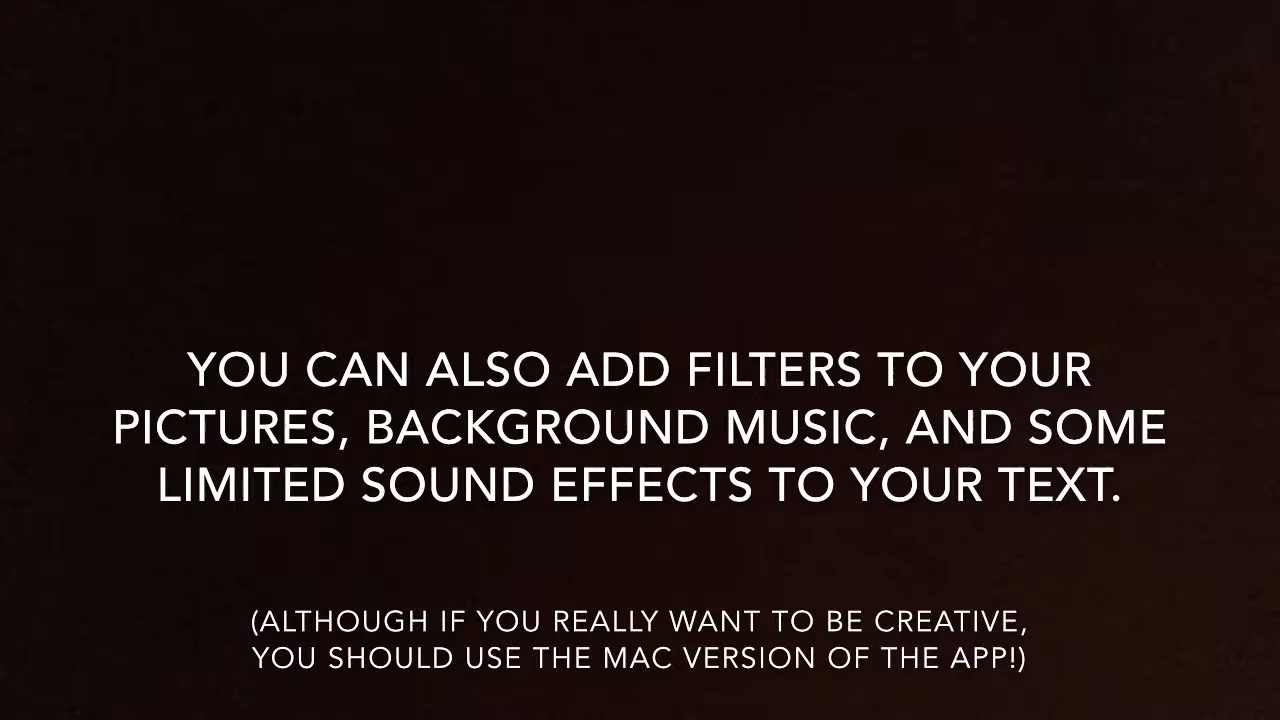 YOU CAN ALSO ADD FILTERS TO YOUR
PICTURES, BACKGROUND MUSIC, AND SOME
LIMITED SOUND EFFECTS TO YOUR TEXT.
(ALTHOUGH IF YOU REALLY WANT TO BE CREATIVE,
YOU SHOULD USE THE MAC VERSION OF THE APP!)